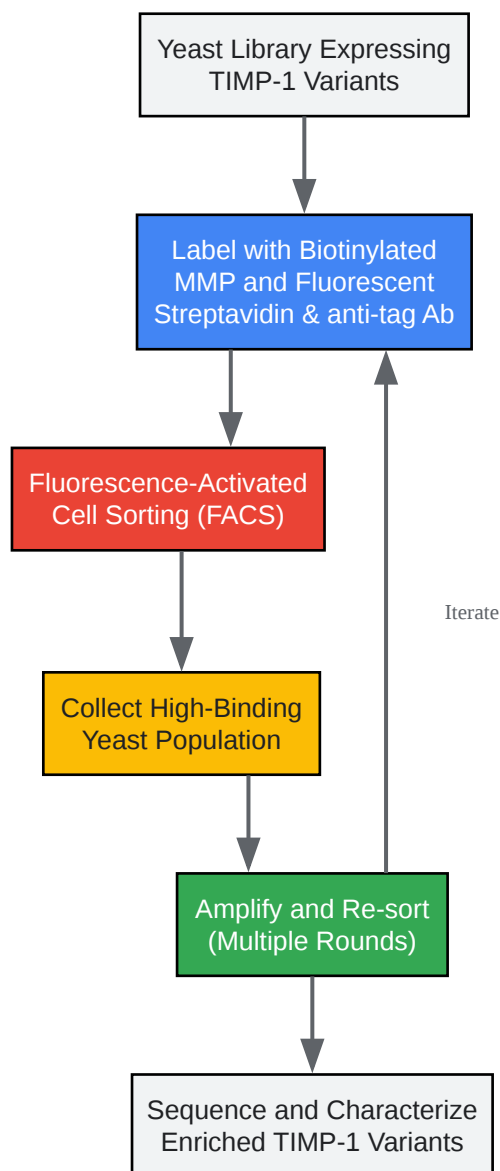 Yeast Library Expressing
TIMP-1 Variants
Label with Biotinylated
MMP and Fluorescent
Streptavidin & anti-tag Ab
Fluorescence-Activated
Cell Sorting (FACS)
Iterate
Collect High-Binding
Yeast Population
Amplify and Re-sort
(Multiple Rounds)
Sequence and Characterize
Enriched TIMP-1 Variants